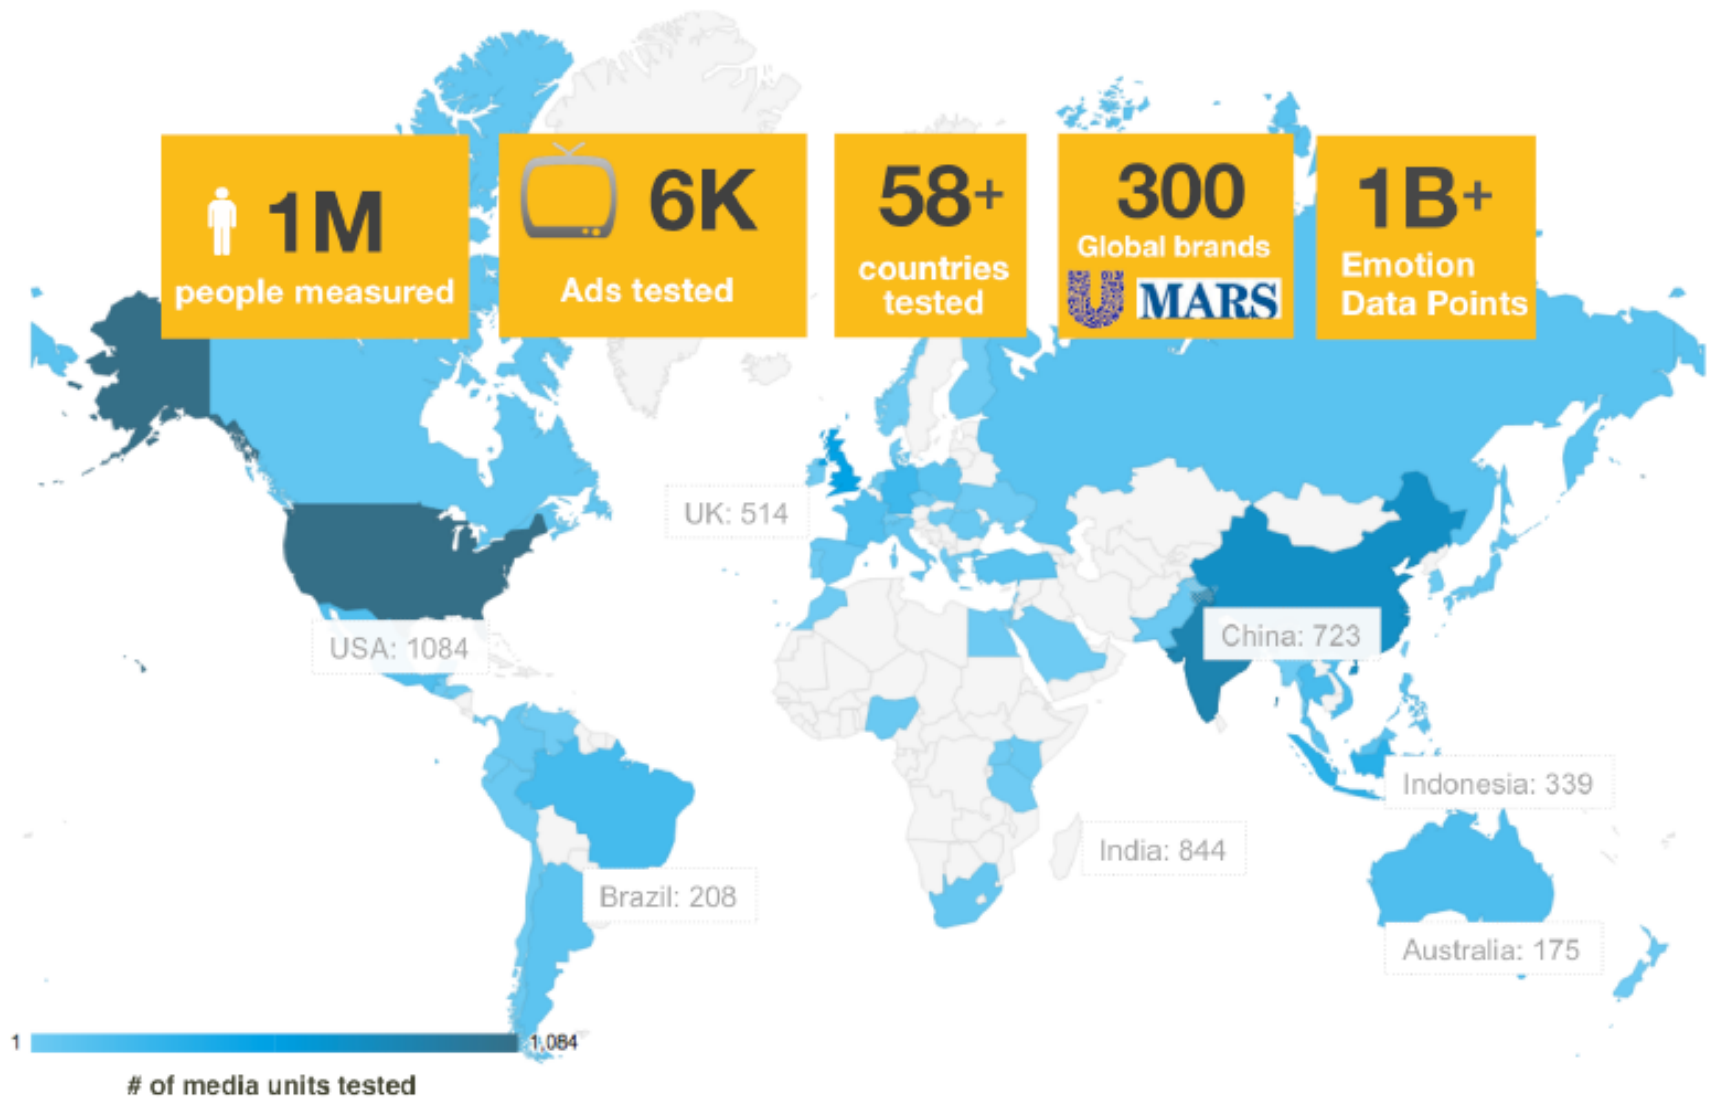 1M
people measured
6K
Ads tested
58+
countries
tested
300
Global brands
U MARS
1B+
Emotion
Data Points
UK: 514
USA: 1084
China: 723
Indonesia: 339
India: 844
Brazil: 208
Australia: 175
1
1,084
# of media units tested